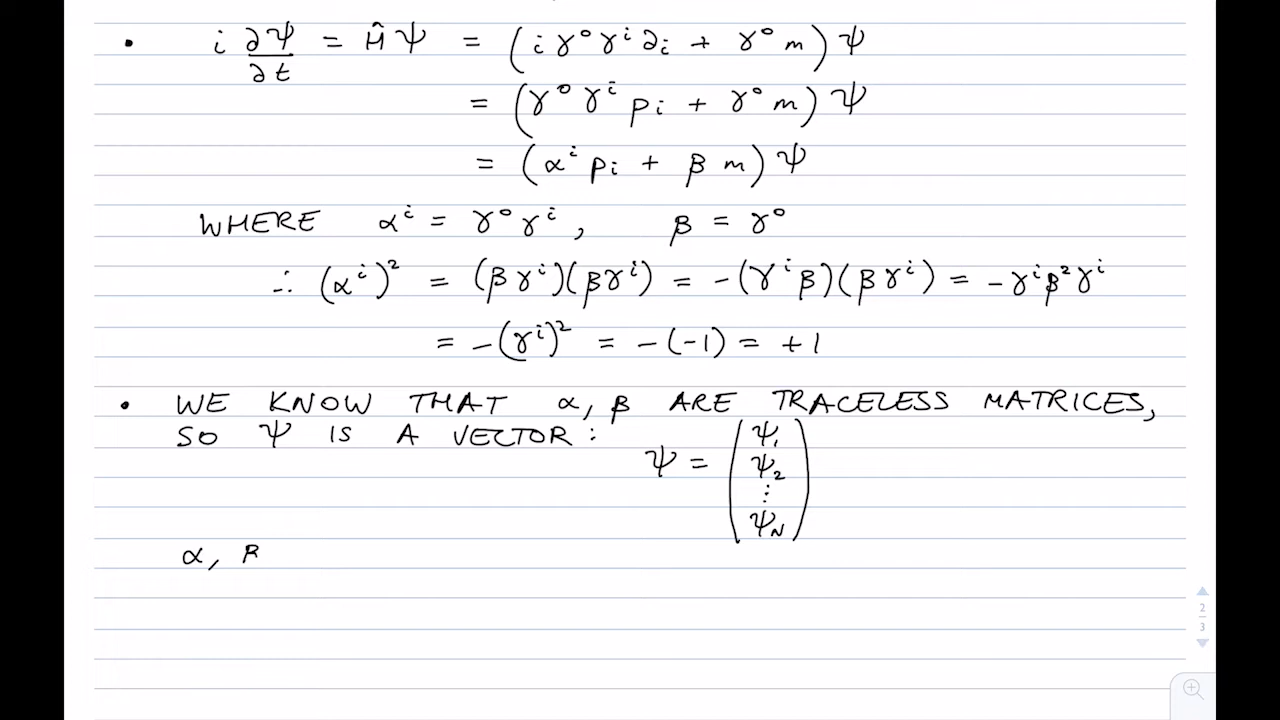 • i ∂Ψ/∂t = ĤΨ = (i γ⁰γⁱ∂ᵢ + γ⁰m)Ψ
= (γ⁰γⁱpᵢ + γ⁰m)Ψ
= (αⁱpᵢ + βm)Ψ
WHERE αⁱ = γ⁰γⁱ, β = γ⁰
∴ (αⁱ)² = (βγⁱ)(βγⁱ) = -(γⁱβ)(βγⁱ) = -γⁱβ²γⁱ
= -(γⁱ)² = -(-1) = +1
• WE KNOW THAT α, β ARE TRACELESS MATRICES,
SO Ψ IS A VECTOR:
Ψ = (Ψ₁ Ψ₂ ⋮ Ψ_N)
α, β
2
3